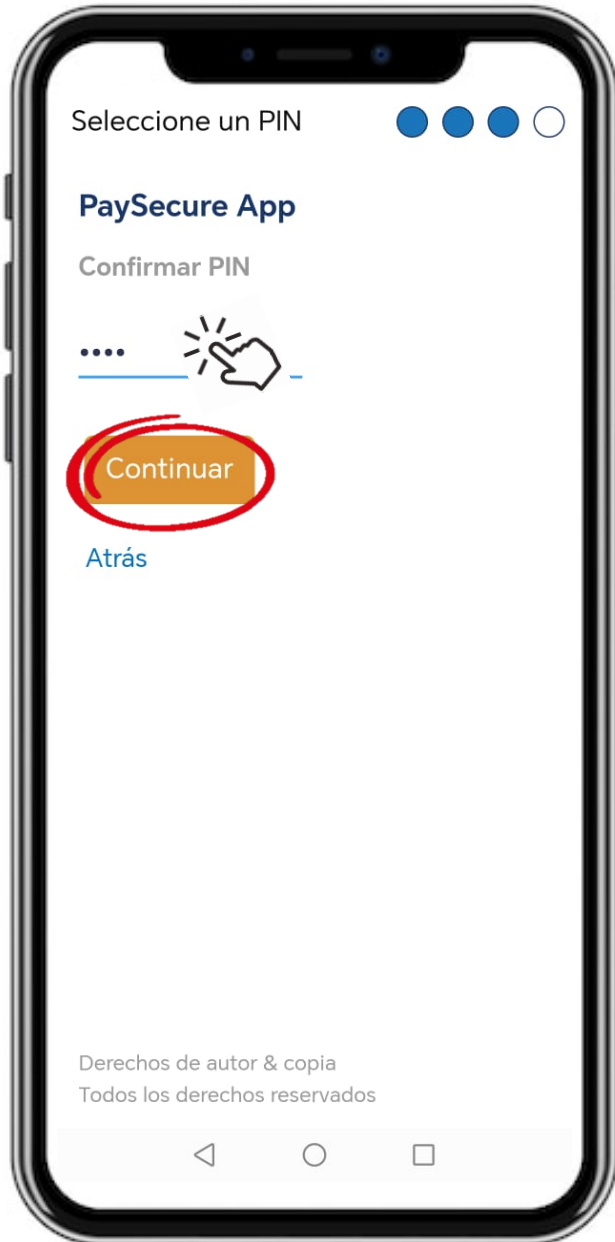 Seleccione un PIN
PaySecure App
Confirmar PIN
••••
Continuar
Atrás
Derechos de autor & copia
Todos los derechos reservados